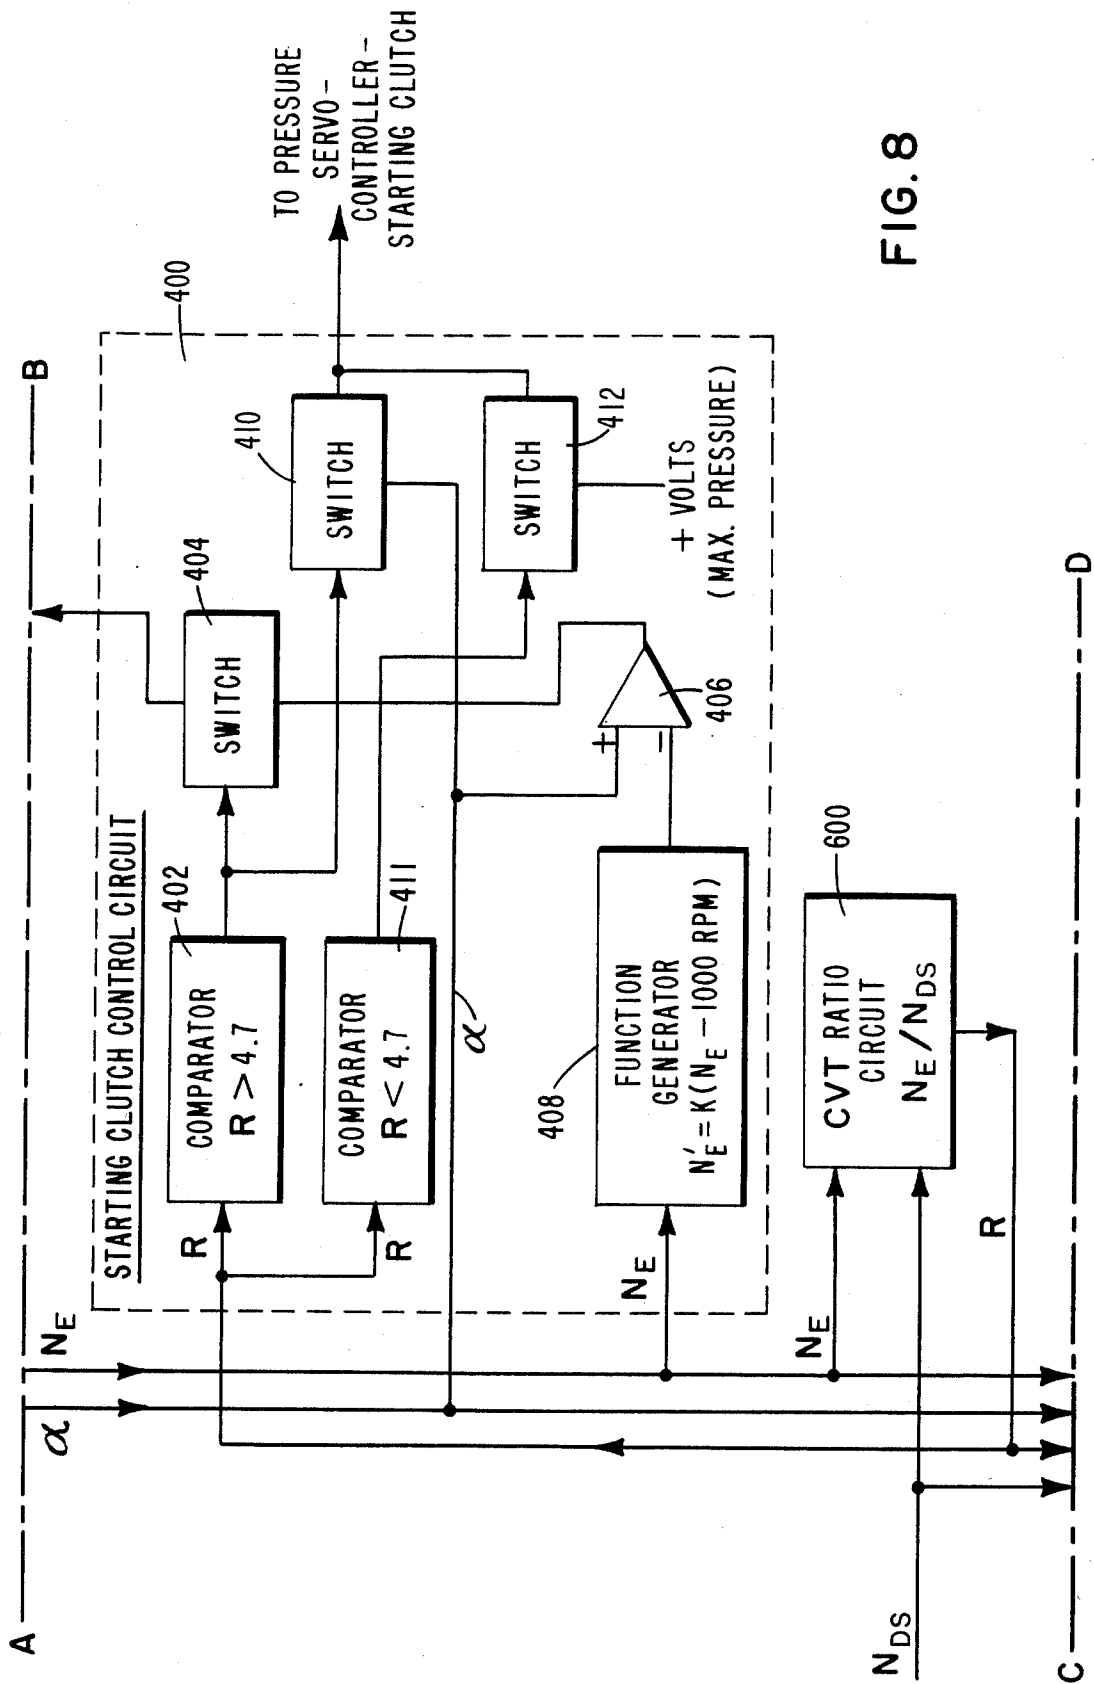 A
B
α
NE
STARTING CLUTCH CONTROL CIRCUIT
400
402
COMPARATOR
R > 4.7
R
404
SWITCH
410
SWITCH
TO PRESSURE
SERVO-
CONTROLLER-
STARTING CLUTCH
411
COMPARATOR
R < 4.7
R
412
SWITCH
+ VOLTS
(MAX. PRESSURE)
α
+
−
406
408
FUNCTION
GENERATOR
N'E = K(NE −1000 RPM)
NE
600
CVT RATIO
CIRCUIT
NE/NDS
NE
R
NDS
C
D
FIG. 8